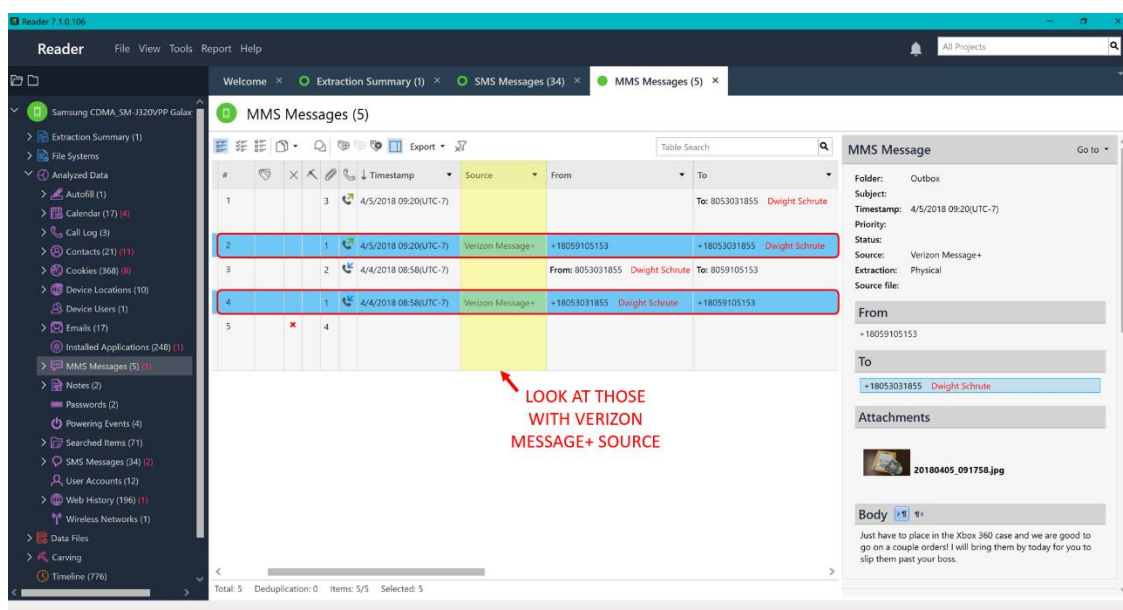 Reader 7.1.0.106
Reader File View Tools Report Help
All Projects
Welcome × Extraction Summary (1) × SMS Messages (34) × MMS Messages (5) ×
Samsung CDMA_SM-J320VPP Galax
Extraction Summary (1)
File Systems
Analyzed Data
Autofill (1)
Calendar (17) (4)
Call Log (3)
Contacts (21) (11)
Cookies (368) (8)
Device Locations (10)
Device Users (1)
Emails (17)
Installed Applications (248) (1)
MMS Messages (5) (1)
Notes (2)
Passwords (2)
Powering Events (4)
Searched Items (71)
SMS Messages (34) (2)
User Accounts (12)
Web History (196) (1)
Wireless Networks (1)
Data Files
Carving
Timeline (776)
MMS Messages (5)
Export
Table Search
# Timestamp Source From To
1 3 4/5/2018 09:20(UTC-7) To: 8053031855 Dwight Schrute
2 1 4/5/2018 09:20(UTC-7) Verizon Message+ +18059105153 +18053031855 Dwight Schrute
3 2 4/4/2018 08:58(UTC-7) From: 8053031855 Dwight Schrute To: 8059105153
4 1 4/4/2018 08:58(UTC-7) Verizon Message+ +18053031855 Dwight Schrute +18059105153
5 4
LOOK AT THOSE
WITH VERIZON
MESSAGE+ SOURCE
Total: 5 Deduplication: 0 Items: 5/5 Selected: 5
MMS Message Go to
Folder: Outbox
Subject:
Timestamp: 4/5/2018 09:20(UTC-7)
Priority:
Status:
Source: Verizon Message+
Extraction: Physical
Source file:
From
+18059105153
To
+18053031855 Dwight Schrute
Attachments
20180405_091758.jpg
Body
Just have to place in the Xbox 360 case and we are good to
go on a couple orders! I will bring them by today for you to
slip them past your boss.